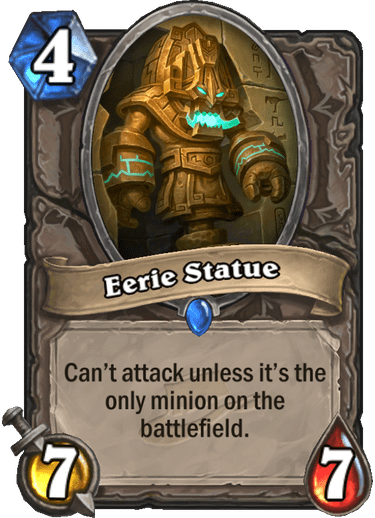 4
Eerie Statue
Can't attack unless it's the
only minion on the
battlefield.
7
7